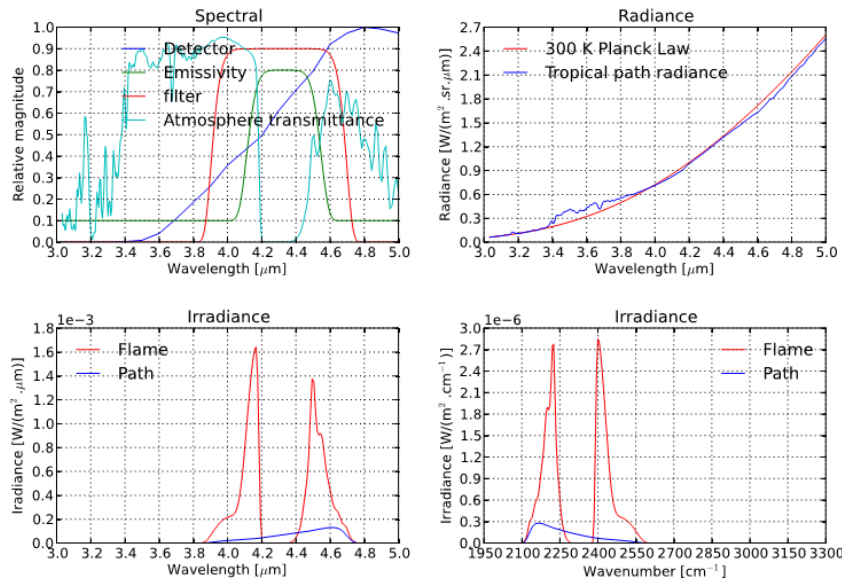 Spectral
Relative magnitude
1.0
0.9
0.8
0.7
0.6
0.5
0.4
0.3
0.2
0.1
0.0
Detector
Emissivity
filter
Atmosphere transmittance
3.0 3.2 3.4 3.6 3.8 4.0 4.2 4.4 4.6 4.8 5.0
Wavelength [μm]
Radiance
Radiance [W/(m² .sr.μm)]
2.7
2.4
2.1
1.8
1.5
1.2
0.9
0.6
0.3
0.0
300 K Planck Law
Tropical path radiance
3.0 3.2 3.4 3.6 3.8 4.0 4.2 4.4 4.6 4.8 5.0
Wavelength [μm]
Irradiance
1e−3
Irradiance [W/(m² .μm)]
1.8
1.6
1.4
1.2
1.0
0.8
0.6
0.4
0.2
0.0
Flame
Path
3.0 3.2 3.4 3.6 3.8 4.0 4.2 4.4 4.6 4.8 5.0
Wavelength [μm]
Irradiance
1e−6
Irradiance [W/(m² .cm⁻¹)]
3.0
2.7
2.4
2.1
1.8
1.5
1.2
0.9
0.6
0.3
0.0
Flame
Path
1950 2100 2250 2400 2550 2700 2850 3000 3150 3300
Wavenumber [cm⁻¹]